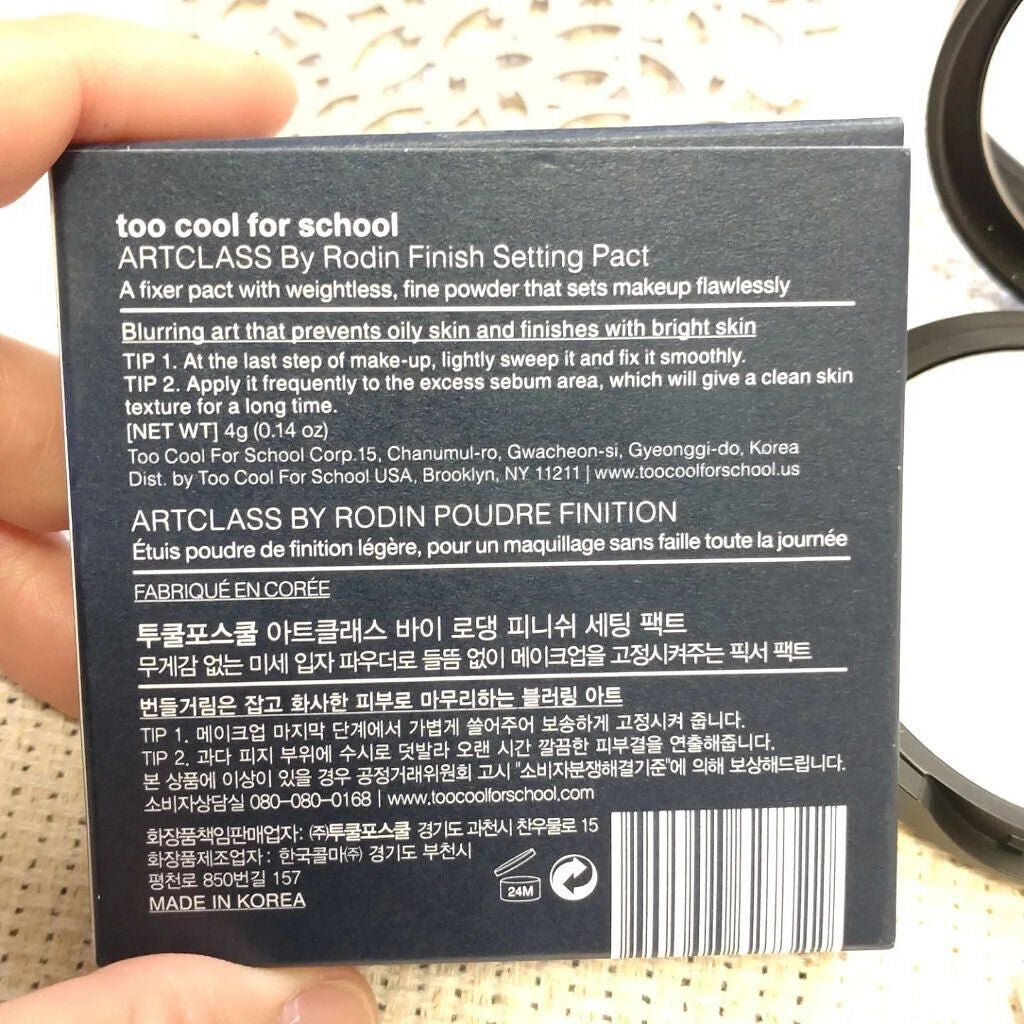 too cool for school
ARTCLASS By Rodin Finish Setting Pact
A fixer pact with weightless, fine powder that sets makeup flawlessly
Blurring art that prevents oily skin and finishes with bright skin
TIP 1. At the last step of make-up, lightly sweep it and fix it smoothly.
TIP 2. Apply it frequently to the excess sebum area, which will give a clean skin
texture for a long time.
[NET WT] 4g (0.14 oz)
Too Cool For School Corp.15, Chanumul-ro, Gwacheon-si, Gyeonggi-do, Korea
Dist. by Too Cool For School USA, Brooklyn, NY 11211 | www.toocoolforschool.us
ARTCLASS BY RODIN POUDRE FINITION
Étuis poudre de finition légère, pour un maquillage sans faille toute la journée
FABRIQUÉ EN CORÉE
투쿨포스쿨 아트클래스 바이 로댕 피니쉬 세팅 팩트
무게감 없는 미세 입자 파우더로 들뜸 없이 메이크업을 고정시켜주는 픽서 팩트
번들거림은 잡고 화사한 피부로 마무리하는 블러링 아트
TIP 1. 메이크업 마지막 단계에서 가볍게 쓸어주어 보송하게 고정시켜 줍니다.
TIP 2. 과다 피지 부위에 수시로 덧발라 오랜 시간 깔끔한 피부결을 연출해줍니다.
본 상품에 이상이 있을 경우 공정거래위원회 고시 "소비자분쟁해결기준"에 의해 보상해드립니다.
소비자상담실 080-080-0168 | www.toocoolforschool.com
화장품책임판매업자: ㈜투쿨포스쿨 경기도 과천시 찬우물로 15
화장품제조업자: 한국콜마㈜ 경기도 부천시
평천로 850번길 157
MADE IN KOREA
24M